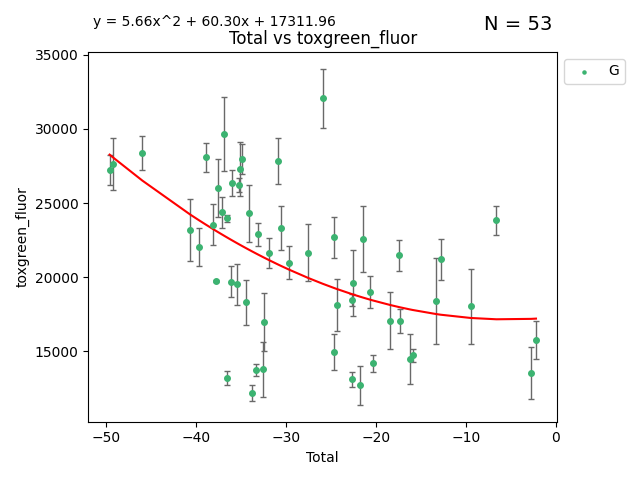 y = 5.66x^2 + 60.30x + 17311.96
N = 53
Total vs toxgreen_fluor
G
35000
30000
25000
20000
15000
toxgreen_fluor
−50
−40
−30
−20
−10
0
Total